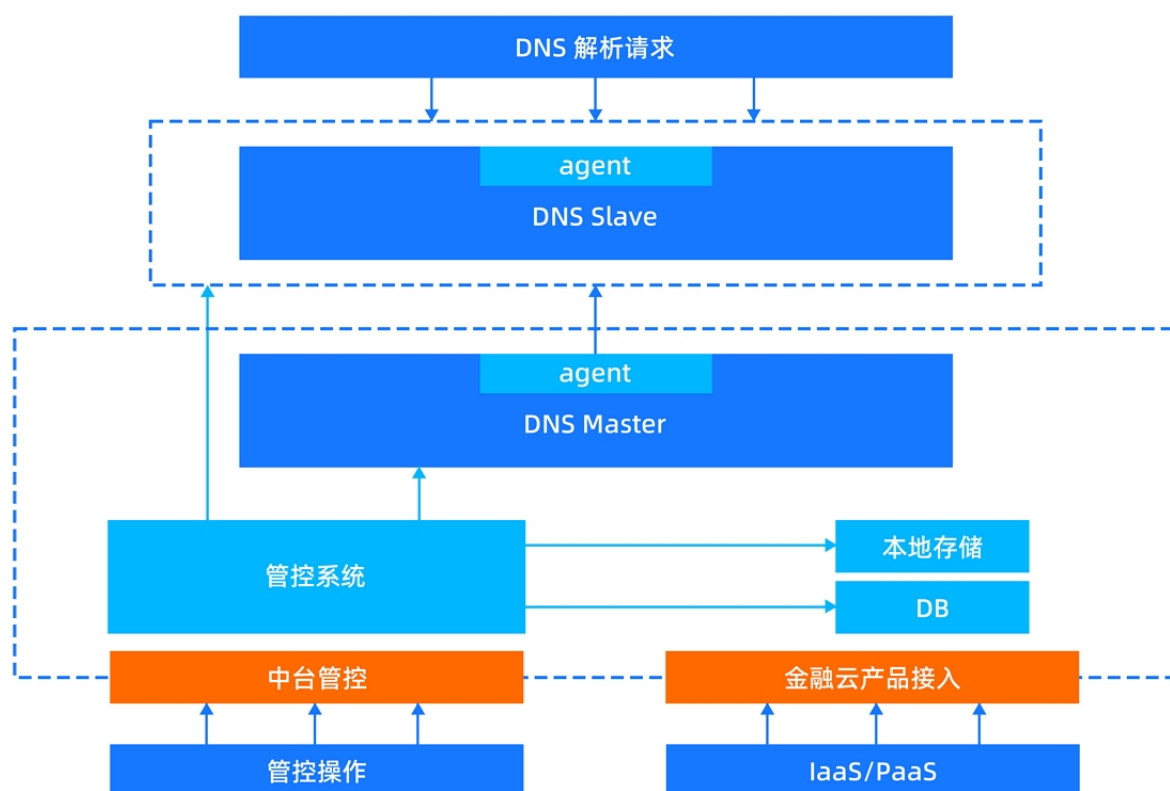 DNS 解析请求
agent
DNS Slave
agent
DNS Master
管控系统
本地存储
DB
中台管控
金融云产品接入
管控操作
IaaS/PaaS